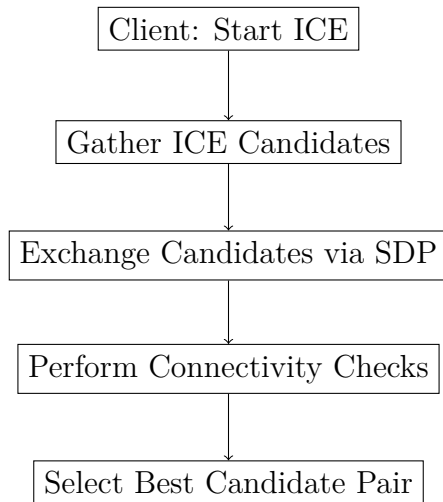 Client: Start ICE
Gather ICE Candidates
Exchange Candidates via SDP
Perform Connectivity Checks
Select Best Candidate Pair